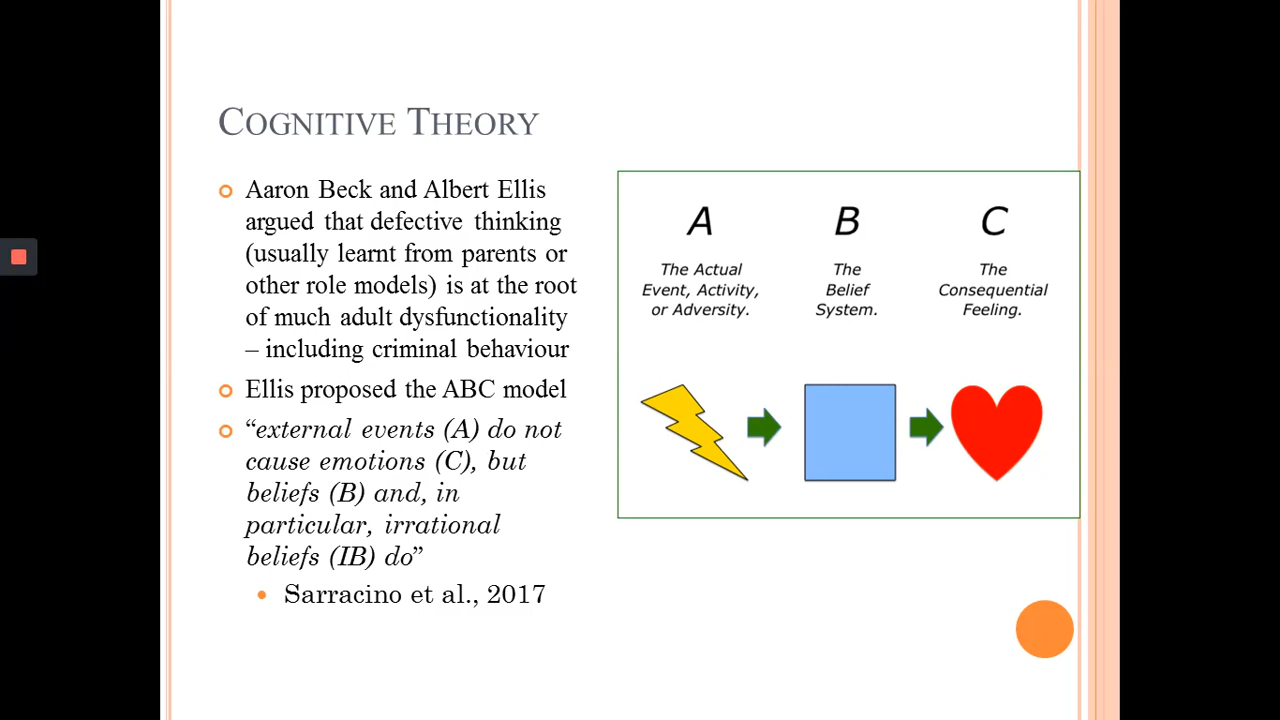 COGNITIVE THEORY
Aaron Beck and Albert Ellis
argued that defective thinking
(usually learnt from parents or
other role models) is at the root
of much adult dysfunctionality
– including criminal behaviour
Ellis proposed the ABC model
“external events (A) do not
cause emotions (C), but
beliefs (B) and, in
particular, irrational
beliefs (IB) do”
Sarracino et al., 2017
A
The Actual
Event, Activity,
or Adversity.
B
The
Belief
System.
C
The
Consequential
Feeling.